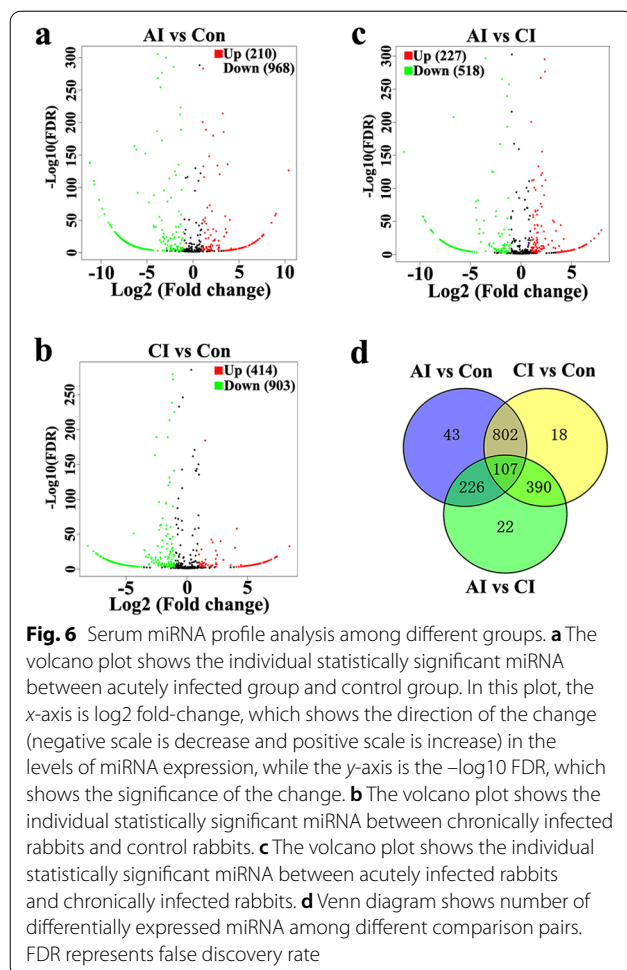 a
AI vs Con
Up (210)
Down (968)
-Log10(FDR)
300
250
200
150
100
50
0
-10 -5 0 5 10
Log2 (Fold change)
c
AI vs CI
Up (227)
Down (518)
-Log10(FDR)
300
250
200
150
100
50
0
-10 -5 0 5
Log2 (Fold change)
b
CI vs Con
Up (414)
Down (903)
-Log10(FDR)
250
200
150
100
50
0
-5 0 5
Log2 (Fold change)
d
AI vs Con CI vs Con
43 802 18
107
226 390
22
AI vs CI
Fig. 6 Serum miRNA profile analysis among different groups. a The
volcano plot shows the individual statistically significant miRNA
between acutely infected group and control group. In this plot, the
x-axis is log2 fold-change, which shows the direction of the change
(negative scale is decrease and positive scale is increase) in the
levels of miRNA expression, while the y-axis is the –log10 FDR, which
shows the significance of the change. b The volcano plot shows the
individual statistically significant miRNA between chronically infected
rabbits and control rabbits. c The volcano plot shows the individual
statistically significant miRNA between acutely infected rabbits
and chronically infected rabbits. d Venn diagram shows number of
differentially expressed miRNA among different comparison pairs.
FDR represents false discovery rate